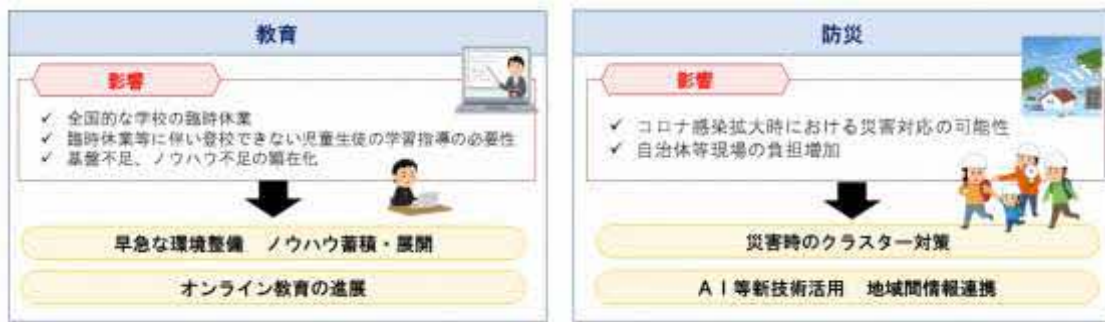 教育
影響
✓ 全国的な学校の臨時休業
✓ 臨時休業等に伴い登校できない児童生徒の学習指導の必要性
✓ 基盤不足、ノウハウ不足の顕在化
早急な環境整備 ノウハウ蓄積・展開
オンライン教育の進展
防災
影響
✓ コロナ感染拡大時における災害対応の可能性
✓ 自治体等現場の負担増加
災害時のクラスター対策
AI等新技術活用 地域間情報連携